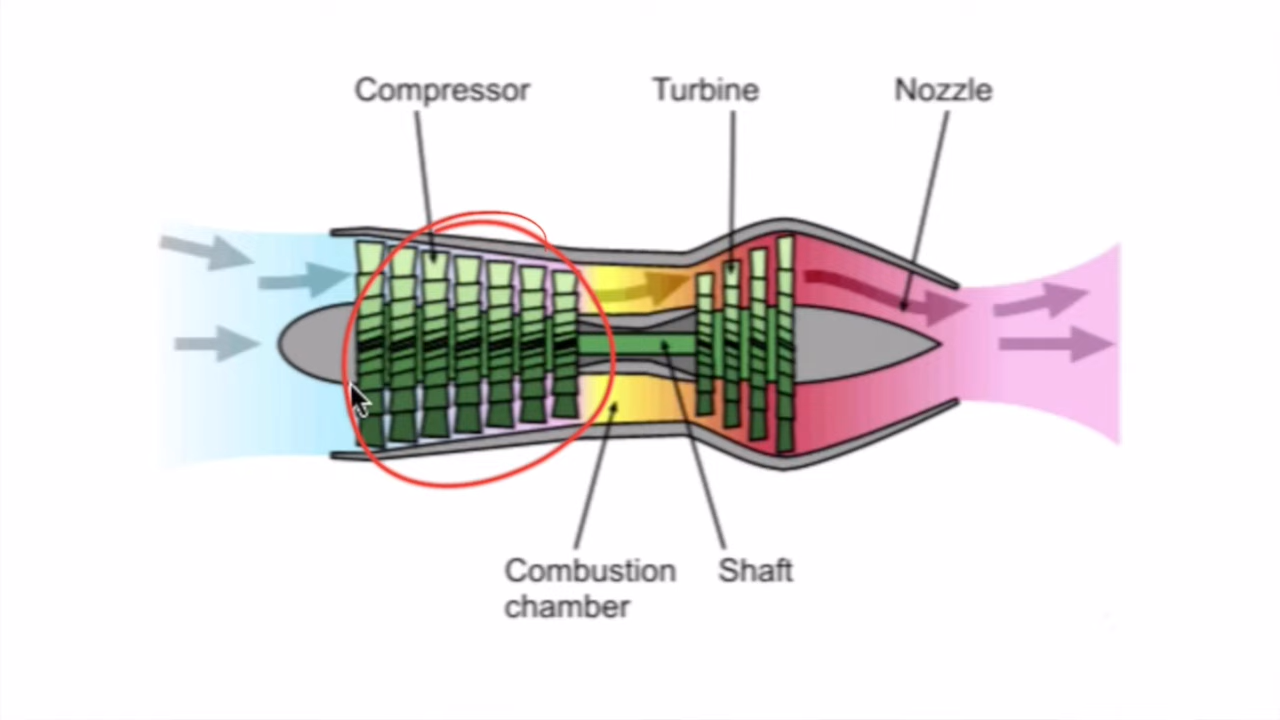 Compressor
Turbine
Nozzle
Combustion
chamber
Shaft